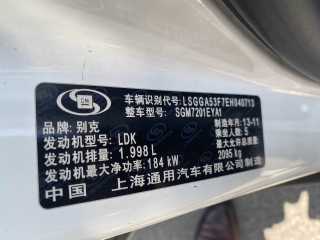 车辆识别代号: LSGGA53F7EH040713
整车型号: SGM7201EYA1
品牌: 别克 制造年月: 13-11
发动机型号: LDK 乘坐人数: 5
发动机排量: 1.998 L 最大允许总质量:
发动机最大净功率: 184 kW 2095 kg
中国 上海通用汽车有限公司制造